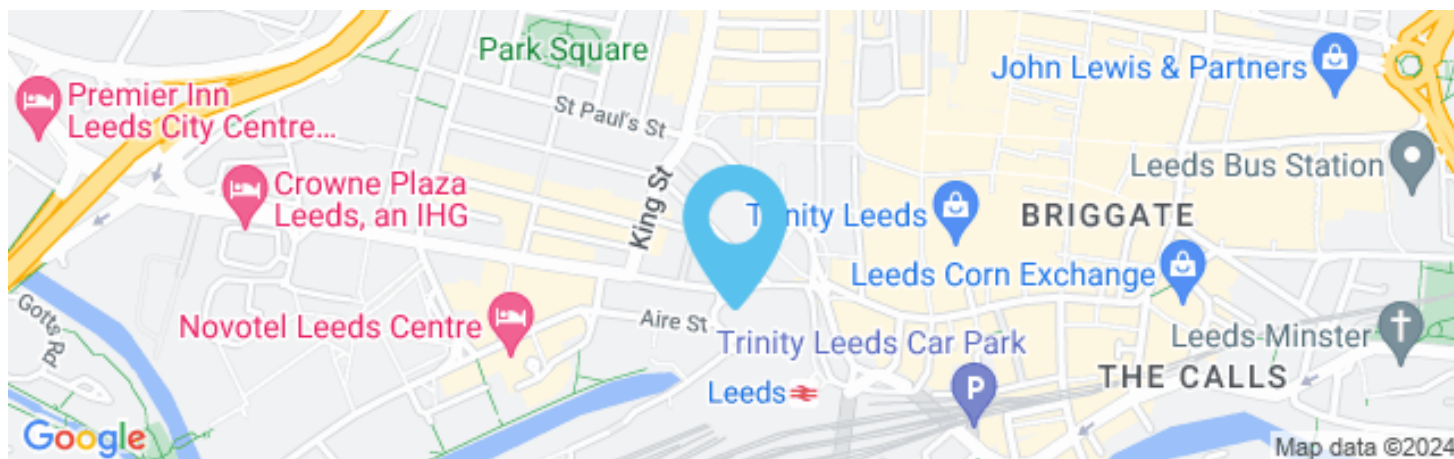 Park Square
John Lewis & Partners
Premier Inn
Leeds City Centre...
St Paul's St
Leeds Bus Station
Crowne Plaza
Leeds, an IHG
King St
Trinity Leeds
BRIGGATE
Leeds Corn Exchange
Gotts Rd
Novotel Leeds Centre
Aire St
Trinity Leeds Car Park
P
Leeds Minster
THE CALLS
Leeds
Google
Map data ©2024